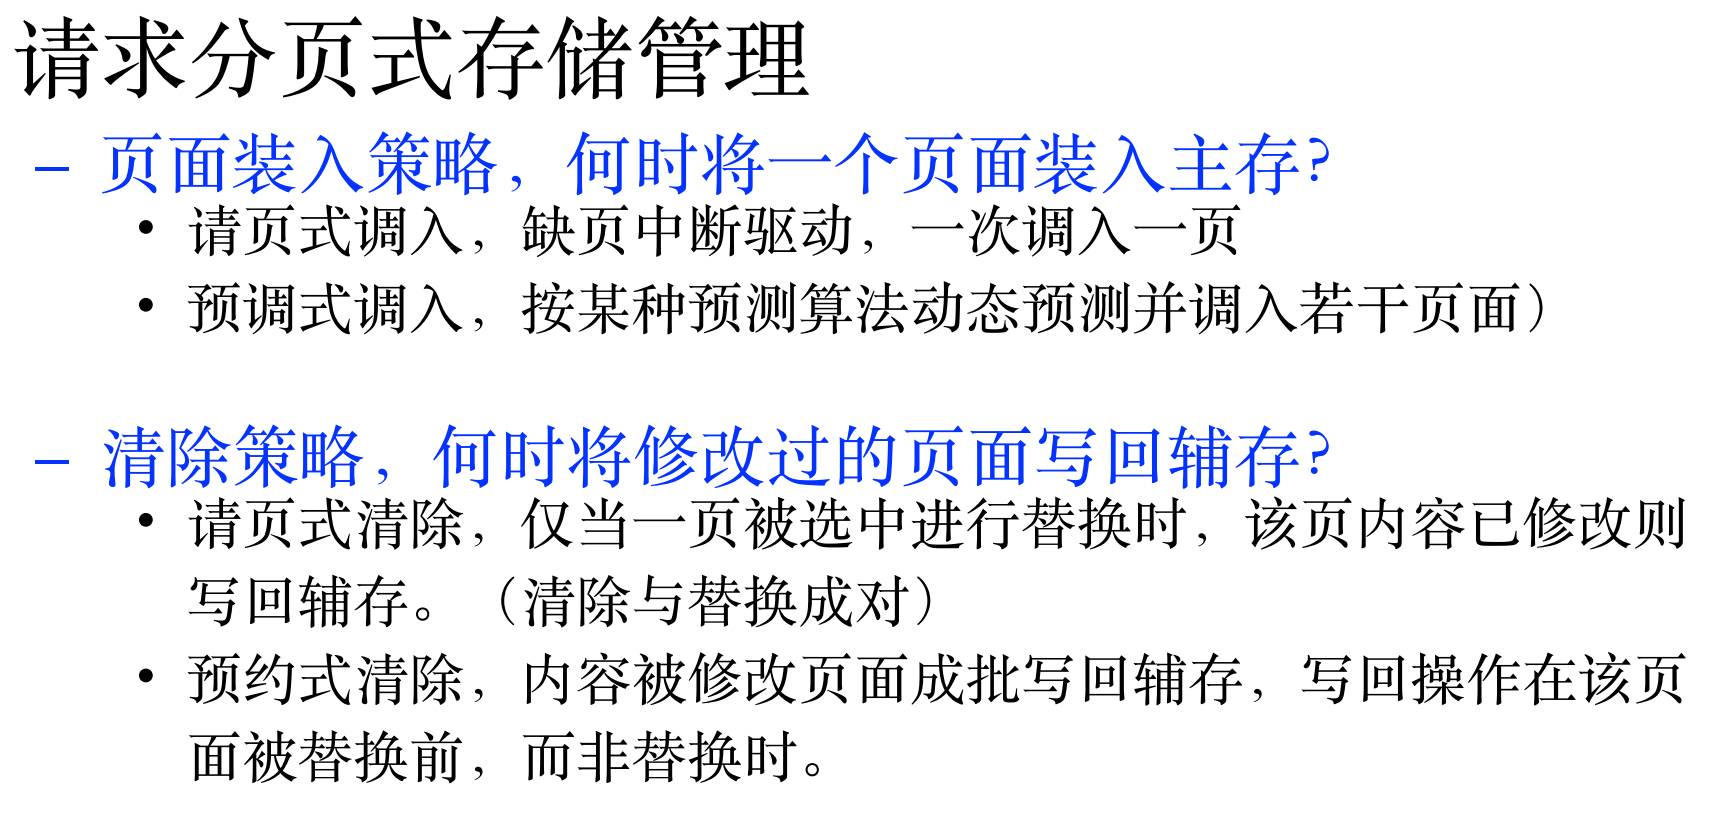 请求分页式存储管理
– 页面装入策略，何时将一个页面装入主存?
• 请页式调入，缺页中断驱动，一次调入一页
• 预调式调入，按某种预测算法动态预测并调入若干页面）
– 清除策略，何时将修改过的页面写回辅存?
• 请页式清除，仅当一页被选中进行替换时，该页内容已修改则
写回辅存。（清除与替换成对）
• 预约式清除，内容被修改页面成批写回辅存，写回操作在该页
面被替换前，而非替换时。